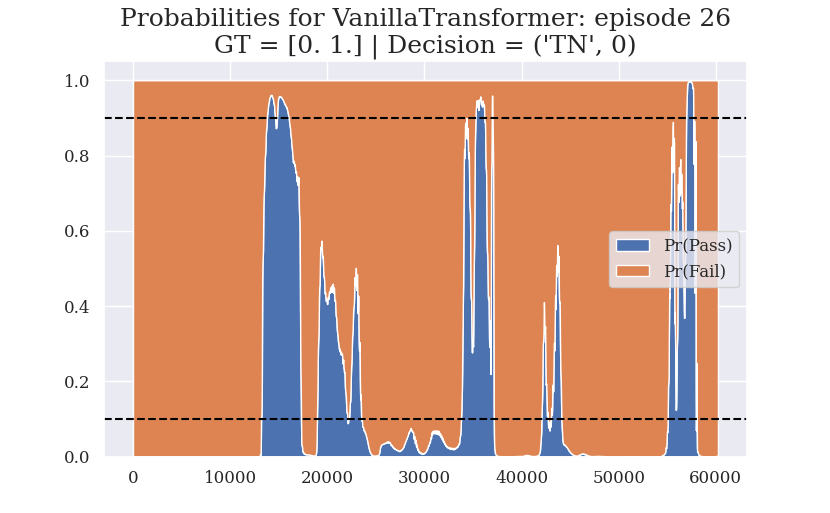 Probabilities for VanillaTransformer: episode 26
GT = [0. 1.] | Decision = ('TN', 0)
1.0
0.8
0.6
0.4
0.2
0.0
Pr(Pass)
Pr(Fail)
0 10000 20000 30000 40000 50000 60000